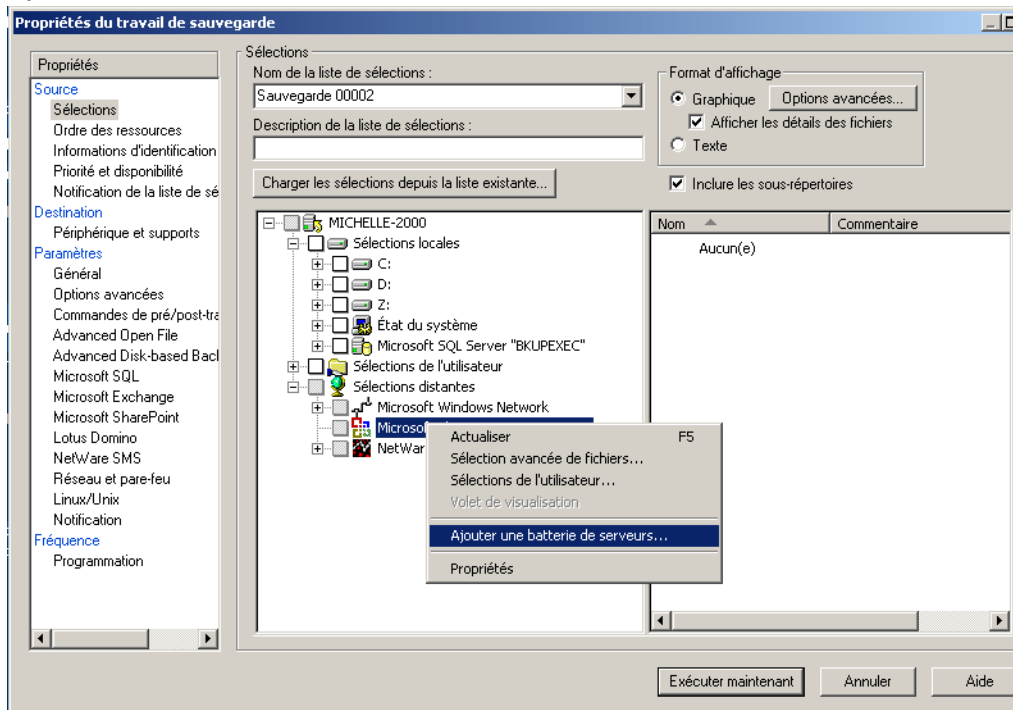 Propriétés du travail de sauvegarde
Propriétés
Source
Sélections
Ordre des ressources
Informations d'identification
Priorité et disponibilité
Notification de la liste de sé
Destination
Périphérique et supports
Paramètres
Général
Options avancées
Commandes de pré/post-tra
Advanced Open File
Advanced Disk-based Bacl
Microsoft SQL
Microsoft Exchange
Microsoft SharePoint
Lotus Domino
NetWare SMS
Réseau et pare-feu
Linux/Unix
Notification
Fréquence
Programmation
Sélections
Nom de la liste de sélections :
Sauvegarde 00002
Description de la liste de sélections :
Charger les sélections depuis la liste existante...
Format d'affichage
Graphique
Options avancées...
Afficher les détails des fichiers
Texte
Inclure les sous-répertoires
MICHELLE-2000
Sélections locales
C:
D:
Z:
État du système
Microsoft SQL Server "BKUPEXEC"
Sélections de l'utilisateur
Sélections distantes
Microsoft Windows Network
Microsof
NetWar
Nom
Commentaire
Aucun(e)
Actualiser F5
Sélection avancée de fichiers...
Sélections de l'utilisateur...
Volet de visualisation
Ajouter une batterie de serveurs...
Propriétés
Exécuter maintenant
Annuler
Aide